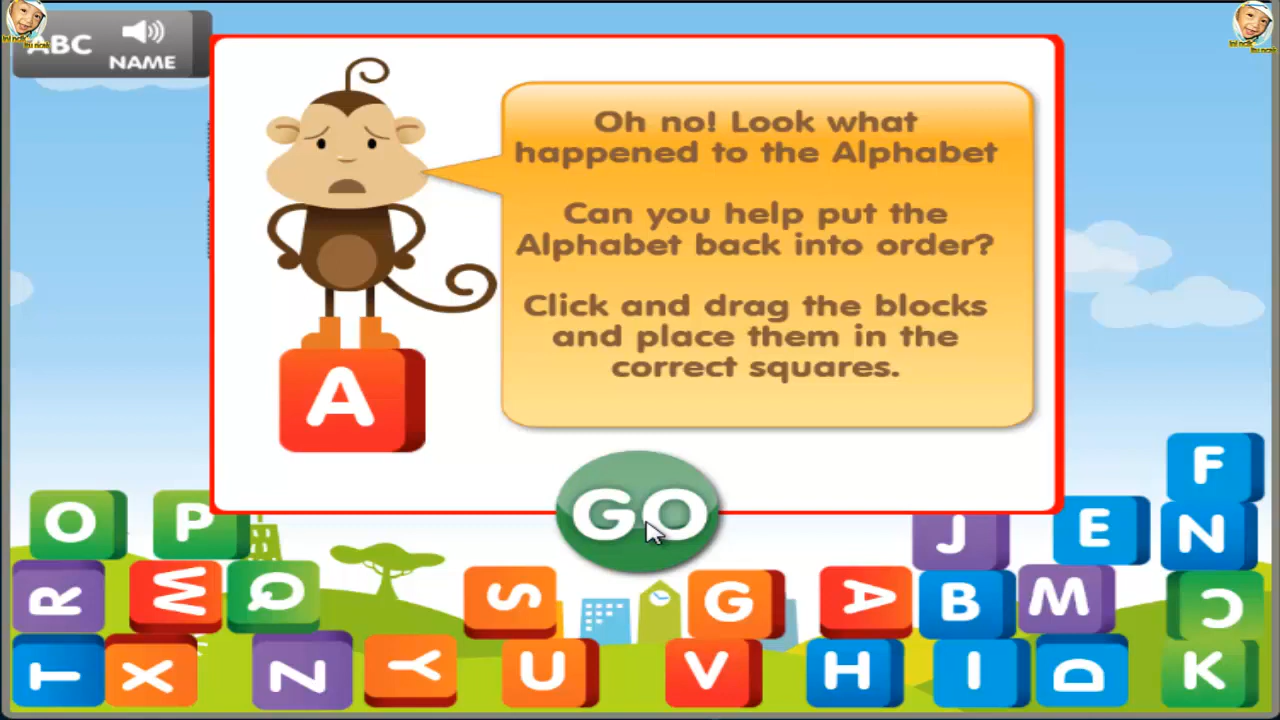 ABC
NAME
Oh no! Look what
happened to the Alphabet
Can you help put the
Alphabet back into order?
Click and drag the blocks
and place them in the
correct squares.
A
GO
F
O P J E N
R W Q S G A B M C
T X Z Y U V H I D K